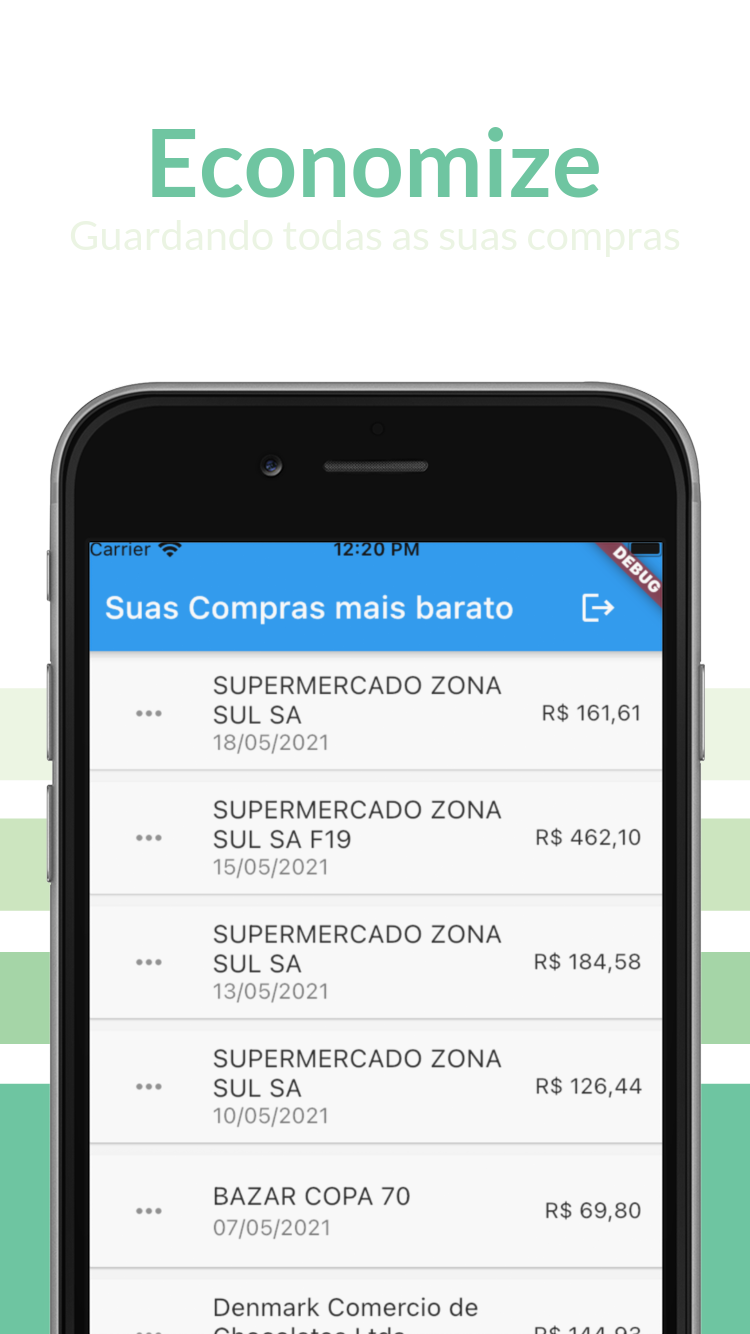 Economize
Guardando todas as suas compras
Carrier
12:20 PM
DEBUG
Suas Compras mais barato
SUPERMERCADO ZONA
SUL SA
R$ 161,61
18/05/2021
SUPERMERCADO ZONA
SUL SA F19
R$ 462,10
15/05/2021
SUPERMERCADO ZONA
SUL SA
R$ 184,58
13/05/2021
SUPERMERCADO ZONA
SUL SA
R$ 126,44
10/05/2021
BAZAR COPA 70
R$ 69,80
07/05/2021
Denmark Comercio de
Chocolates Ltda
R$ 144,93